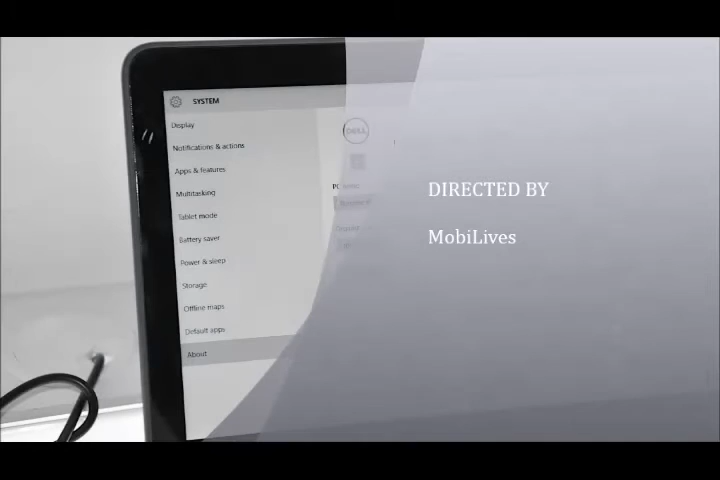 SYSTEM
Display
Notifications & actions
Apps & features
Multitasking
Tablet mode
Battery saver
Power & sleep
Storage
Offline maps
Default apps
About
DELL
DIRECTED BY
MobiLives